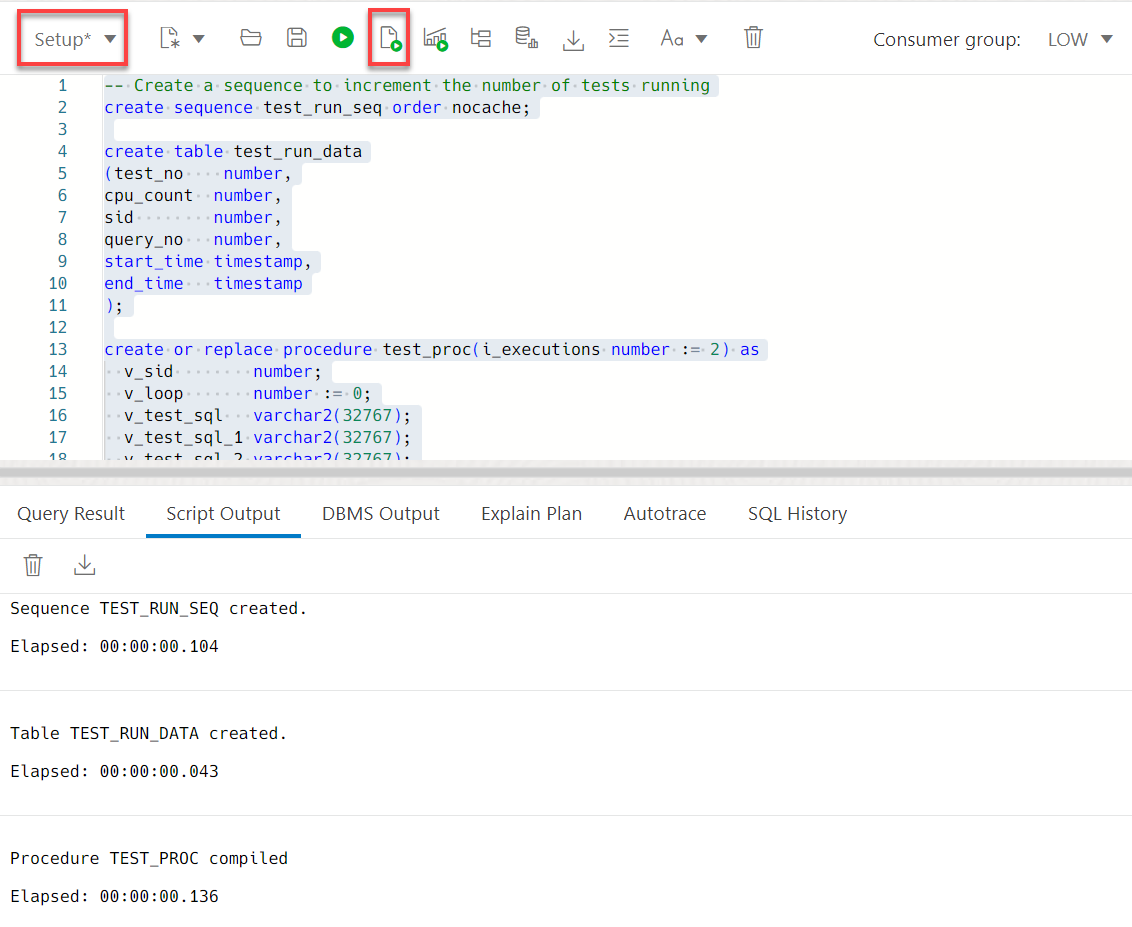 Setup*
Aa
Consumer group: LOW
1 -- Create a sequence to increment the number of tests running
2 create sequence test_run_seq order nocache;
3
4 create table test_run_data
5 (test_no    number,
6 cpu_count  number,
7 sid        number,
8 query_no   number,
9 start_time timestamp,
10 end_time   timestamp
11 );
12
13 create or replace procedure test_proc(i_executions number := 2) as
14   v_sid        number;
15   v_loop       number := 0;
16   v_test_sql   varchar2(32767);
17   v_test_sql_1 varchar2(32767);
18   v_test_sql_2 varchar2(32767);
Query Result Script Output DBMS Output Explain Plan Autotrace SQL History
Sequence TEST_RUN_SEQ created.
Elapsed: 00:00:00.104
Table TEST_RUN_DATA created.
Elapsed: 00:00:00.043
Procedure TEST_PROC compiled
Elapsed: 00:00:00.136